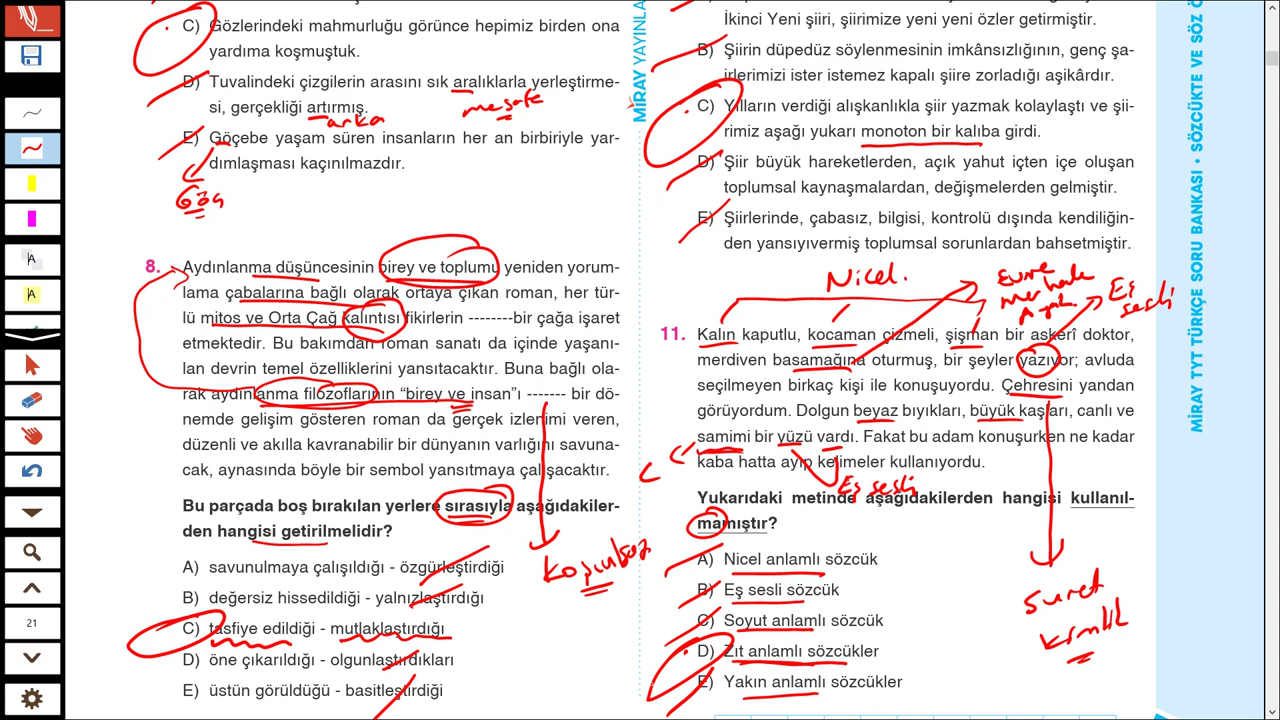 C) Gözlerindeki mahmurluğu görünce hepimiz birden ona
yardıma koşmuştuk.
D) Tuvalindeki çizgilerin arasını sık aralıklarla yerleştirme-
si, gerçekliği artırmış.
mesafe
arka
E) Göçebe yaşam süren insanların her an birbiriyle yar-
dımlaşması kaçınılmazdır.
8. Aydınlanma düşüncesinin birey ve toplumu yeniden yorum-
lama çabalarına bağlı olarak ortaya çıkan roman, her tür-
lü mitos ve Orta Çağ kalıntısı fikirlerin --------bir çağa işaret
etmektedir. Bu bakımdan roman sanatı da içinde yaşanı-
lan devrin temel özelliklerini yansıtacaktır. Buna bağlı ola-
rak aydınlanma filozoflarının “birey ve insan”ı ------- bir dö-
nemde gelişim gösteren roman da gerçek izlenimi veren,
düzenli ve akılla kavranabilir bir dünyanın varlığını savuna-
cak, aynasında böyle bir sembol yansıtmaya çalışacaktır.
Bu parçada boş bırakılan yerlere sırasıyla aşağıdakiler-
den hangisi getirilmelidir?
A) savunulmaya çalışıldığı - özgürleştirdiği
B) değersiz hissedildiği - yalnızlaştırdığı
C) tasfiye edildiği - mutlaklaştırdığı
D) öne çıkarıldığı - olgunlaştırdıkları
E) üstün görüldüğü - basitleştirdiği
MİRAY YAYINLA
İkinci Yeni şiiri, şiirimize yeni yeni özler getirmiştir.
B) Şiirin düpedüz söylenmesinin imkânsızlığının, genç şa-
irlerimizi ister istemez kapalı şiire zorladığı aşikârdır.
C) Yılların verdiği alışkanlıkla şiir yazmak kolaylaştı ve şii-
rimiz aşağı yukarı monoton bir kalıba girdi.
D) Şiir büyük hareketlerden, açık yahut içten içe oluşan
toplumsal kaynaşmalardan, değişmelerden gelmiştir.
E) Şiirlerinde, çabasız, bilgisi, kontrolü dışında kendiliğin-
den yansıyıvermiş toplumsal sorunlardan bahsetmiştir.
Nicel.
Eş
sesli
11. Kalın kaputlu, kocaman çizmeli, şişman bir askerî doktor,
merdiven basamağına oturmuş, bir şeyler yazıyor; avluda
seçilmeyen birkaç kişi ile konuşuyordu. Çehresini yandan
görüyordum. Dolgun beyaz bıyıkları, büyük kaşları, canlı ve
samimi bir yüzü vardı. Fakat bu adam konuşurken ne kadar
kaba hatta ayıp kelimeler kullanıyordu.
Eş sesli
Yukarıdaki metinde aşağıdakilerden hangisi kullanıl-
mamıştır?
A) Nicel anlamlı sözcük
B) Eş sesli sözcük
C) Soyut anlamlı sözcük
D) Zıt anlamlı sözcükler
E) Yakın anlamlı sözcükler
suret
kimlik
MİRAY TYT TÜRKÇE SORU BANKASI • SÖZCÜKTE VE SÖZ Ö
21